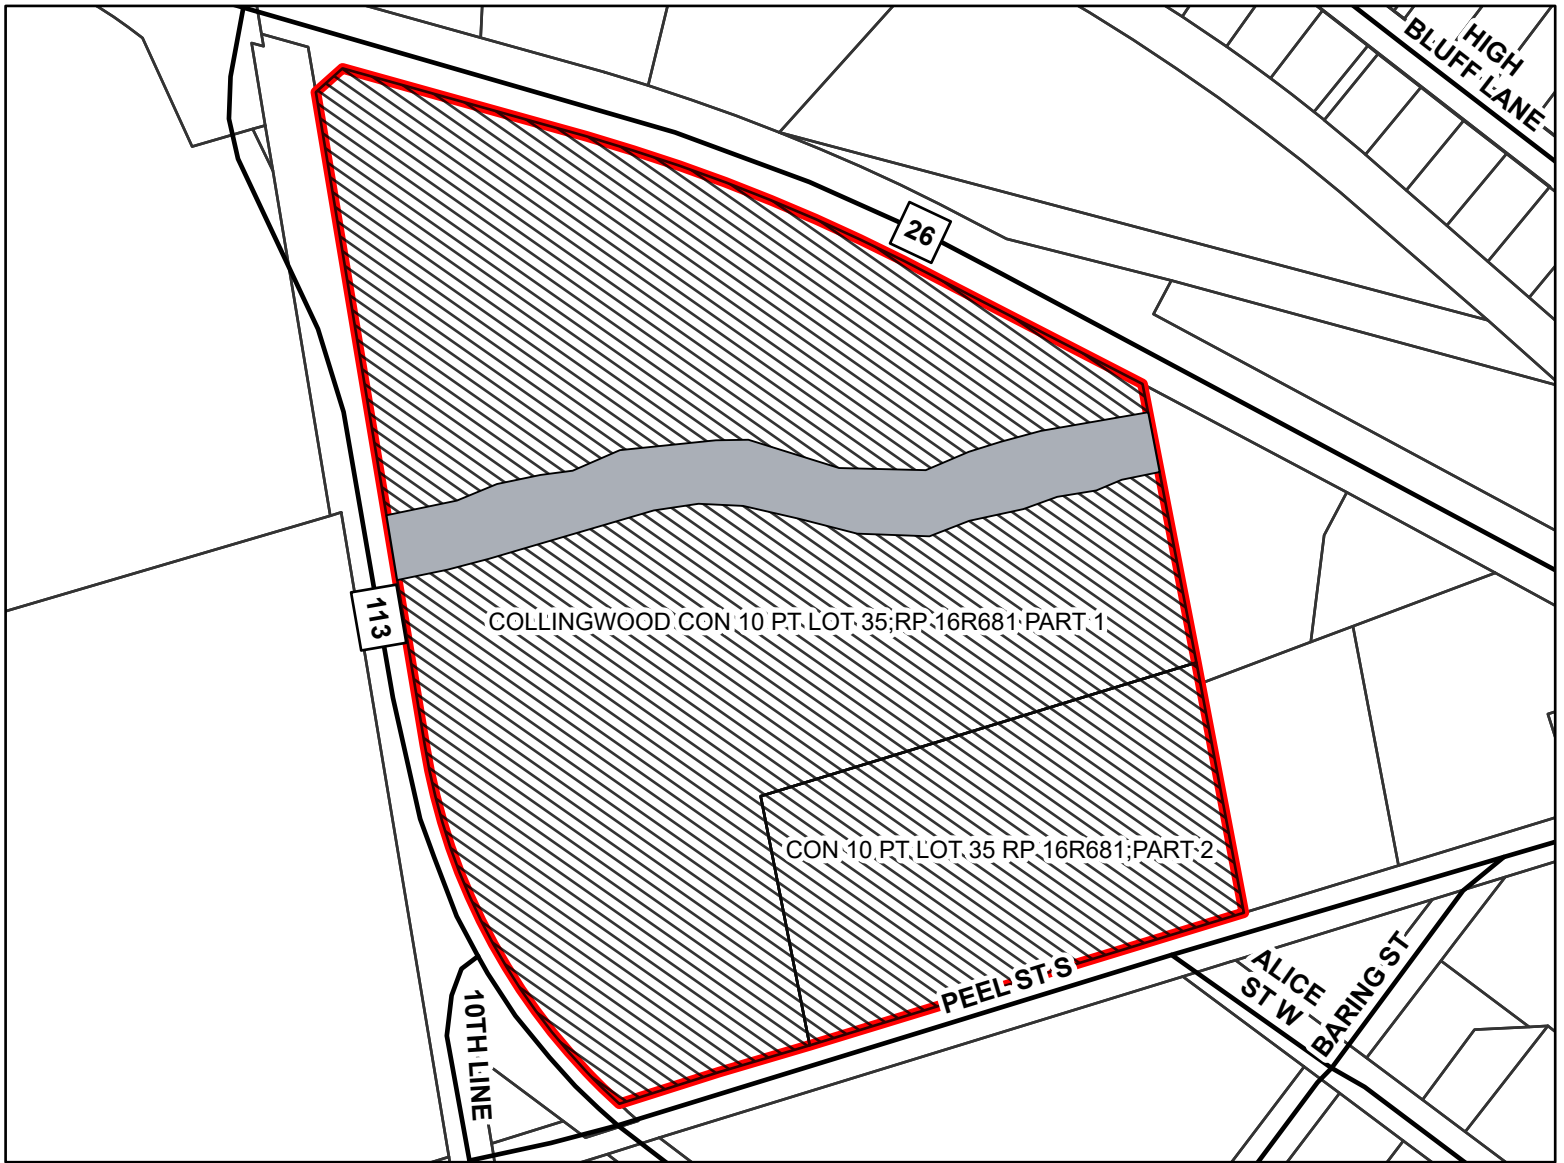 HIGH
BLUFF LANE
26
113
COLLINGWOOD CON 10 PT LOT 35;RP 16R681 PART 1
CON 10 PT LOT 35 RP 16R681;PART 2
PEEL ST S
ALICE
ST W
BARING ST
10TH LINE